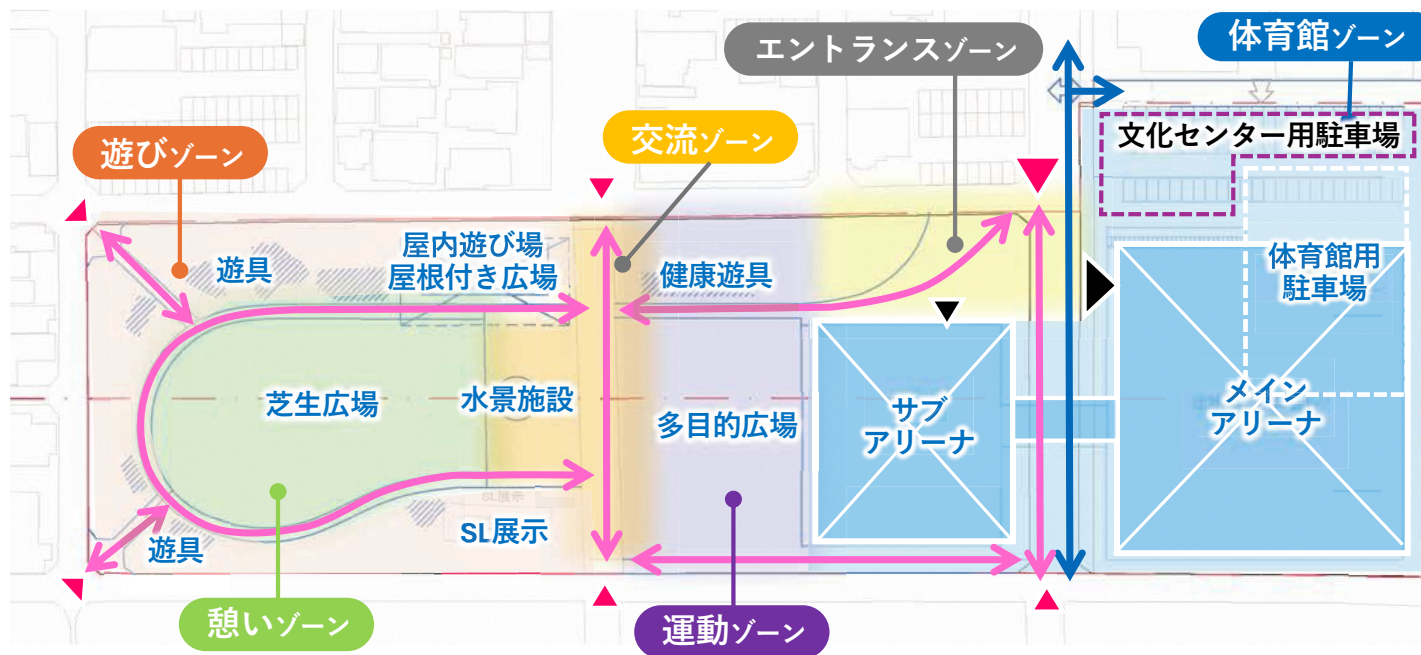 エントランスゾーン
体育館ゾーン
遊びゾーン
交流ゾーン
文化センター用駐車場
屋内遊び場
屋根付き広場
遊具
健康遊具
体育館用
駐車場
芝生広場
水景施設
多目的広場
サブ
アリーナ
メイン
アリーナ
SL展示
SL展示
遊具
憩いゾーン
運動ゾーン